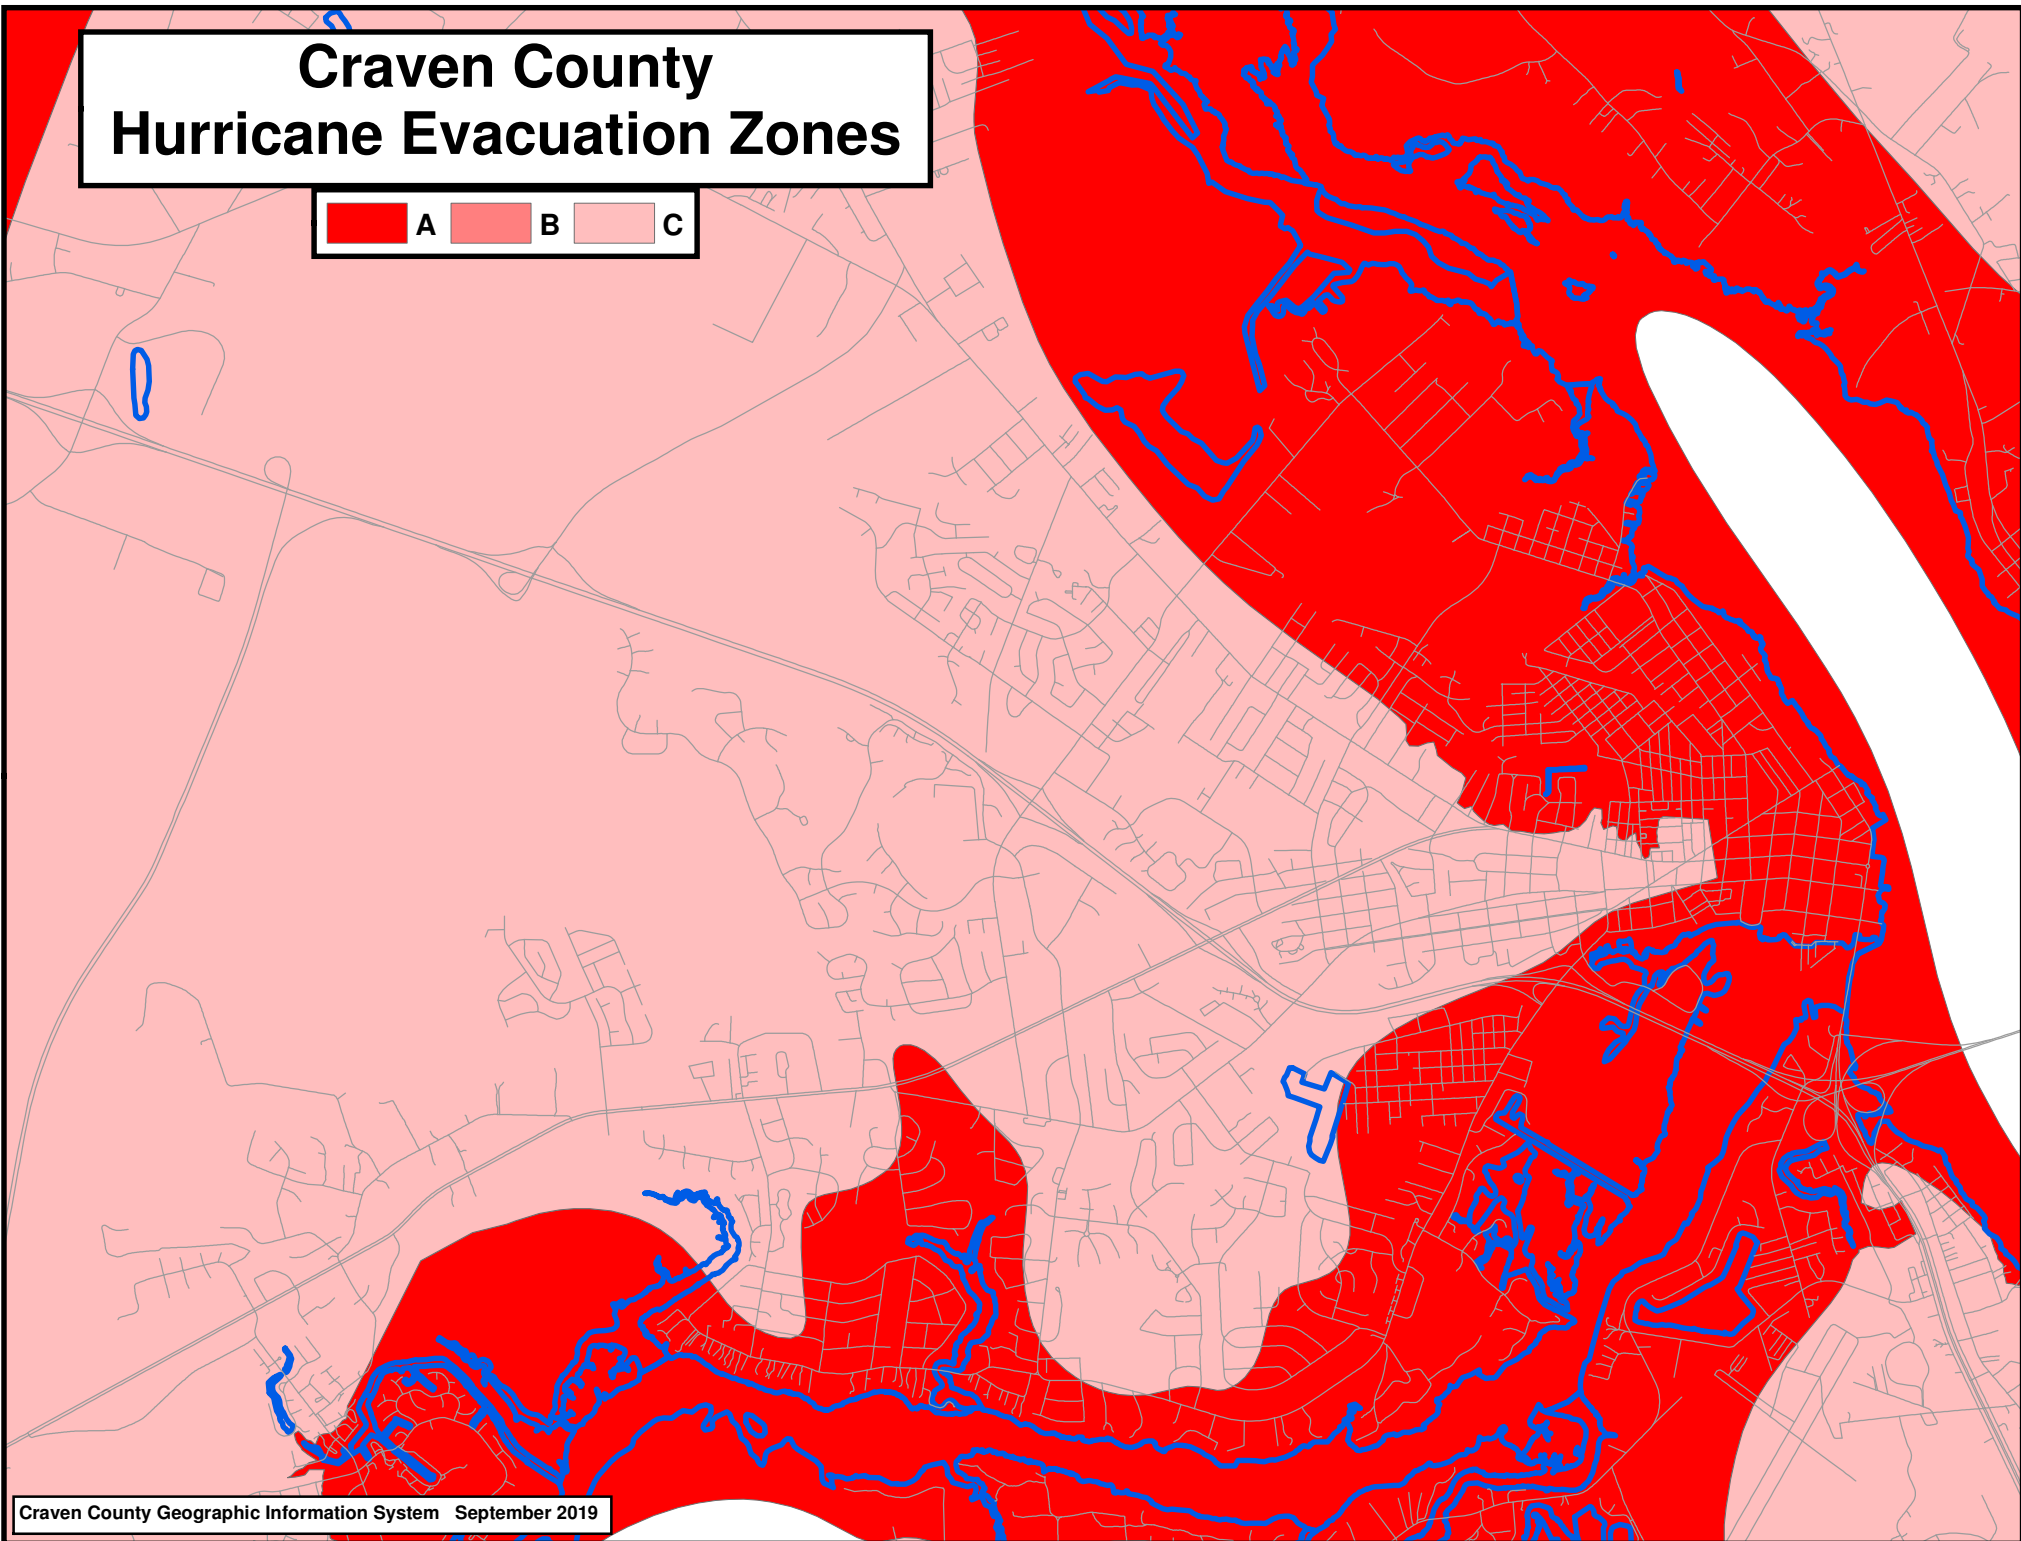 Craven County
Hurricane Evacuation Zones
A B C
Craven County Geographic Information System September 2019